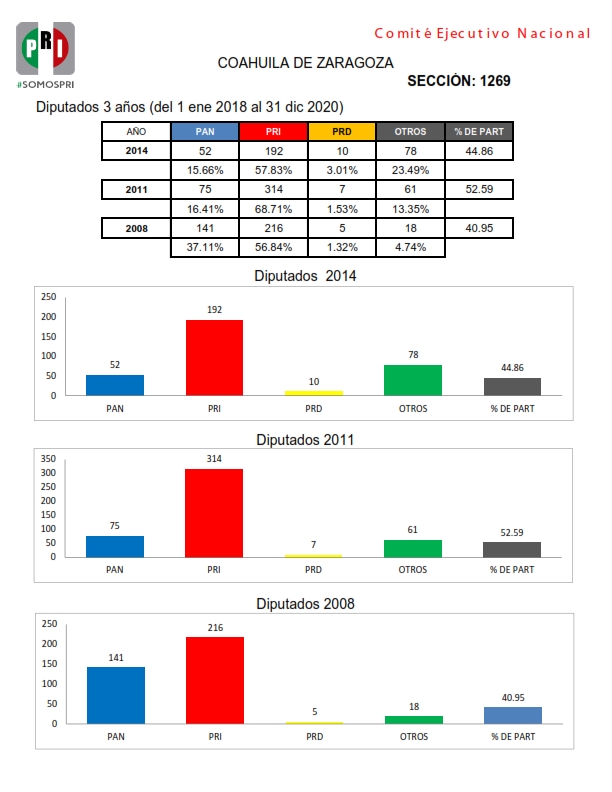 Comité Ejecutivo Nacional
PRI
#SOMOSPRI
COAHUILA DE ZARAGOZA
SECCIÓN: 1269
Diputados 3 años (del 1 ene 2018 al 31 dic 2020)
AÑO PAN PRI PRD OTROS % DE PART
2014 52 192 10 78 44.86
15.66% 57.83% 3.01% 23.49%
2011 75 314 7 61 52.59
16.41% 68.71% 1.53% 13.35%
2008 141 216 5 18 40.95
37.11% 56.84% 1.32% 4.74%
Diputados 2014
250
200
150
100
50
0
52 192 10 78 44.86
PAN PRI PRD OTROS % DE PART
Diputados 2011
350
300
250
200
150
100
50
0
75 314 7 61 52.59
PAN PRI PRD OTROS % DE PART
Diputados 2008
250
200
150
100
50
0
141 216 5 18 40.95
PAN PRI PRD OTROS % DE PART